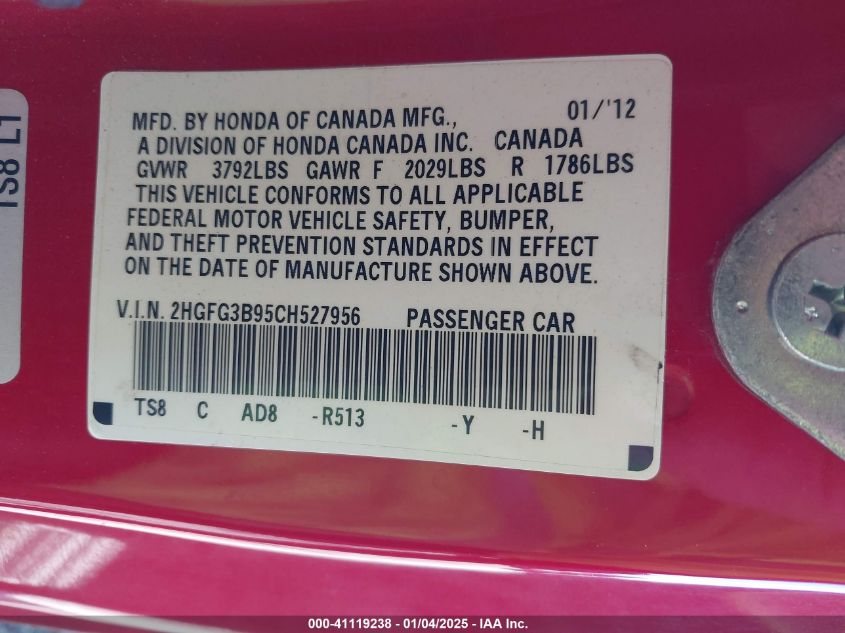 MFD. BY HONDA OF CANADA MFG., 01/'12
A DIVISION OF HONDA CANADA INC. CANADA
GVWR 3792LBS GAWR F 2029LBS R 1786LBS
THIS VEHICLE CONFORMS TO ALL APPLICABLE
FEDERAL MOTOR VEHICLE SAFETY, BUMPER,
AND THEFT PREVENTION STANDARDS IN EFFECT
ON THE DATE OF MANUFACTURE SHOWN ABOVE.
V.I.N. 2HGFG3B95CH527956 PASSENGER CAR
TS8 C AD8 -R513 -Y -H
TS8 L1
000-41119238 - 01/04/2025 - IAA Inc.